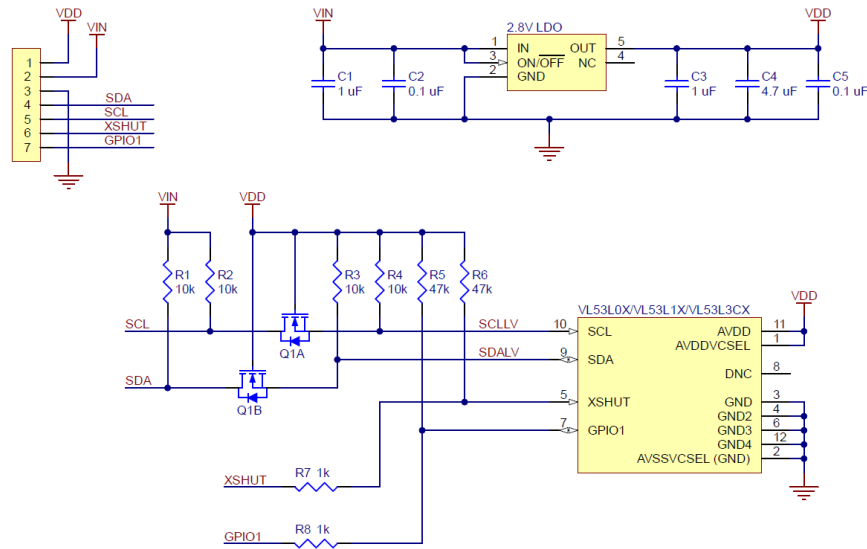 VDD
VIN
1
2
3
4 SDA
5 SCL
6 XSHUT
7 GPIO1
VIN
2.8V LDO
VDD
1 IN OUT 5
3 ON/OFF NC 4
2 GND
C1
1 uF
C2
0.1 uF
C3
1 uF
C4
4.7 uF
C5
0.1 uF
VIN
VDD
R1
10k
R2
10k
R3
10k
R4
10k
R5
47k
R6
47k
SCL
Q1A
SCLLV
SDALV
SDA
Q1B
VL53L0X/VL53L1X/VL53L3CX
VDD
10 SCL AVDD 11
AVDDVCSEL 1
9 SDA
DNC 8
5 XSHUT GND 3
GND2 4
7 GPIO1 GND3 6
GND4 12
AVSSVCSEL (GND) 2
XSHUT R7 1k
GPIO1 R8 1k